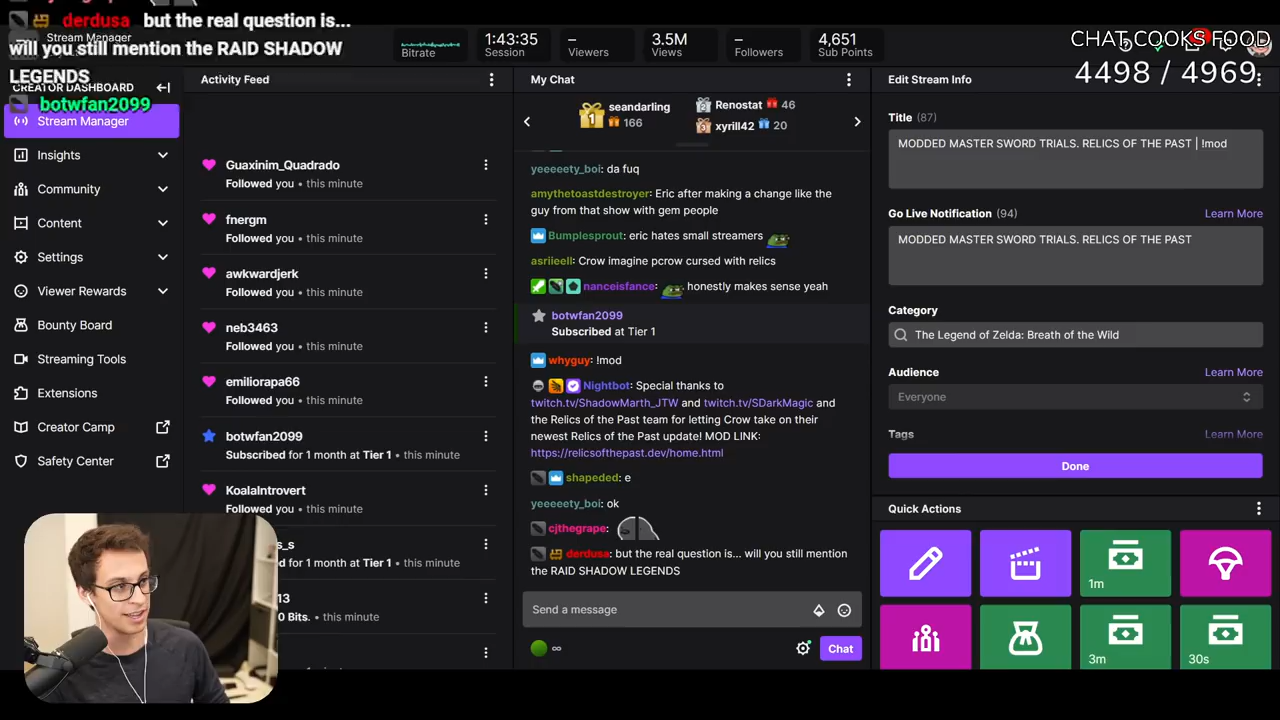 derdusa but the real question is...
will you still mention the RAID SHADOW
LEGENDS
botwfan2099
Stream Manager
Bitrate
1:43:35
Session
–
Viewers
3.5M
Views
–
Followers
4,651
Sub Points
CHAT COOKS FOOD
4498 / 4969
CREATOR DASHBOARD
Stream Manager
Insights
Community
Content
Settings
Viewer Rewards
Bounty Board
Streaming Tools
Extensions
Creator Camp
Safety Center
Activity Feed
Guaxinim_Quadrado
Followed you • this minute
fnergm
Followed you • this minute
awkwardjerk
Followed you • this minute
neb3463
Followed you • this minute
emiliorapa66
Followed you • this minute
botwfan2099
Subscribed for 1 month at Tier 1 • this minute
KoalaIntrovert
Followed you • this minute
s_s
d for 1 month at Tier 1 • this minute
13
0 Bits. • this minute
My Chat
1
seandarling
166
2
Renostat 46
3
xyrill42 20
yeeeeety_boi: da fuq
amythetoastdestroyer: Eric after making a change like the
guy from that show with gem people
Bumplesprout: eric hates small streamers
asriieell: Crow imagine pcrow cursed with relics
nanceisfance: honestly makes sense yeah
botwfan2099
Subscribed at Tier 1
whyguy: !mod
Nightbot: Special thanks to
twitch.tv/ShadowMarth_JTW and twitch.tv/SDarkMagic and
the Relics of the Past team for letting Crow take on their
newest Relics of the Past update! MOD LINK:
https://relicsofthepast.dev/home.html
shapeded: e
yeeeeety_boi: ok
cjthegrape:
derdusa: but the real question is... will you still mention
the RAID SHADOW LEGENDS
Send a message
∞
Chat
Edit Stream Info
Title (87)
MODDED MASTER SWORD TRIALS. RELICS OF THE PAST | !mod
Go Live Notification (94)
Learn More
MODDED MASTER SWORD TRIALS. RELICS OF THE PAST
Category
The Legend of Zelda: Breath of the Wild
Audience
Learn More
Everyone
Tags
Learn More
Done
Quick Actions
1m
3m
30s